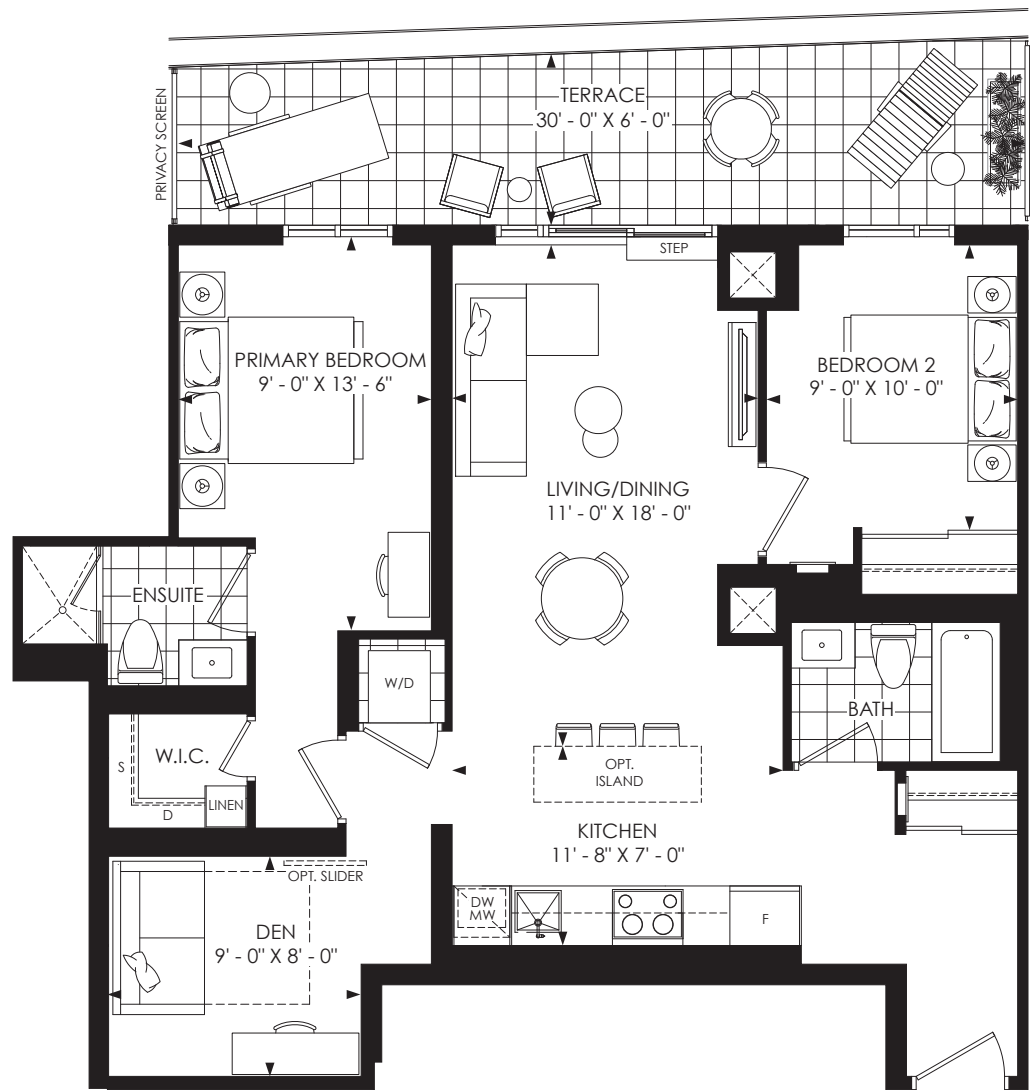 TERRACE
30' - 0" X 6' - 0"
PRIVACY SCREEN
STEP
PRIMARY BEDROOM
9' - 0" X 13' - 6"
BEDROOM 2
9' - 0" X 10' - 0"
LIVING/DINING
11' - 0" X 18' - 0"
ENSUITE
W/D
BATH
W.I.C.
S
D
LINEN
OPT.
ISLAND
KITCHEN
11' - 8" X 7' - 0"
OPT. SLIDER
DEN
9' - 0" X 8' - 0"
DW
MW
F